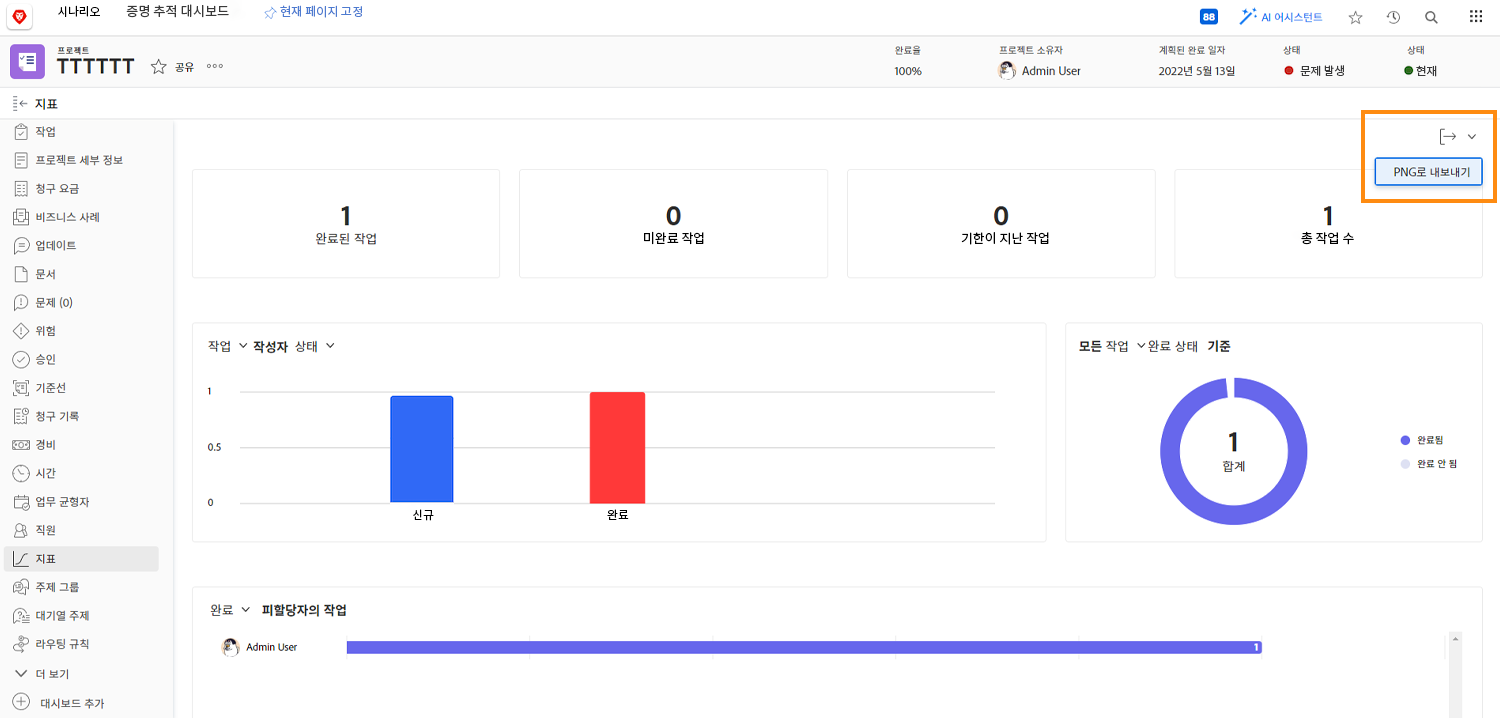 시나리오 증명 추적 대시보드 현재 페이지 고정 88 AI 어시스턴트
프로젝트
TTTTTT 공유
완료율 프로젝트 소유자 계획된 완료 일자 상태 상태
100% Admin User 2022년 5월 13일 문제 발생 현재
지표
작업
프로젝트 세부 정보
청구 요금
비즈니스 사례
업데이트
문서
문제 (0)
위험
승인
기준선
청구 기록
경비
시간
업무 균형자
직원
지표
주제 그룹
대기열 주제
라우팅 규칙
더 보기
대시보드 추가
PNG로 내보내기
1
완료된 작업
0
미완료 작업
0
기한이 지난 작업
1
총 작업 수
작업 작성자 상태
1
0.5
0
신규 완료
모든 작업 완료 상태 기준
1
합계
완료됨
완료 안 됨
완료 피할당자의 작업
Admin User 1